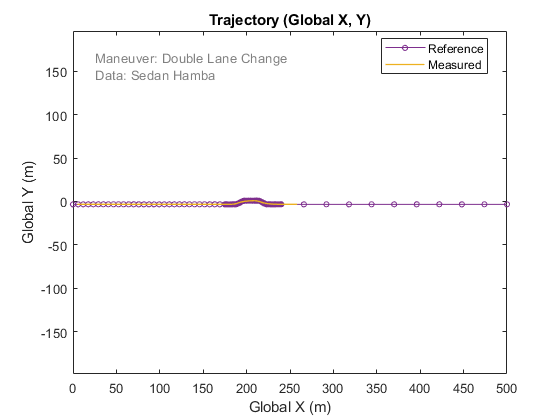 Trajectory (Global X, Y)
Maneuver: Double Lane Change
Data: Sedan Hamba
Reference
Measured
150
100
50
0
-50
-100
-150
Global Y (m)
0 50 100 150 200 250 300 350 400 450 500
Global X (m)